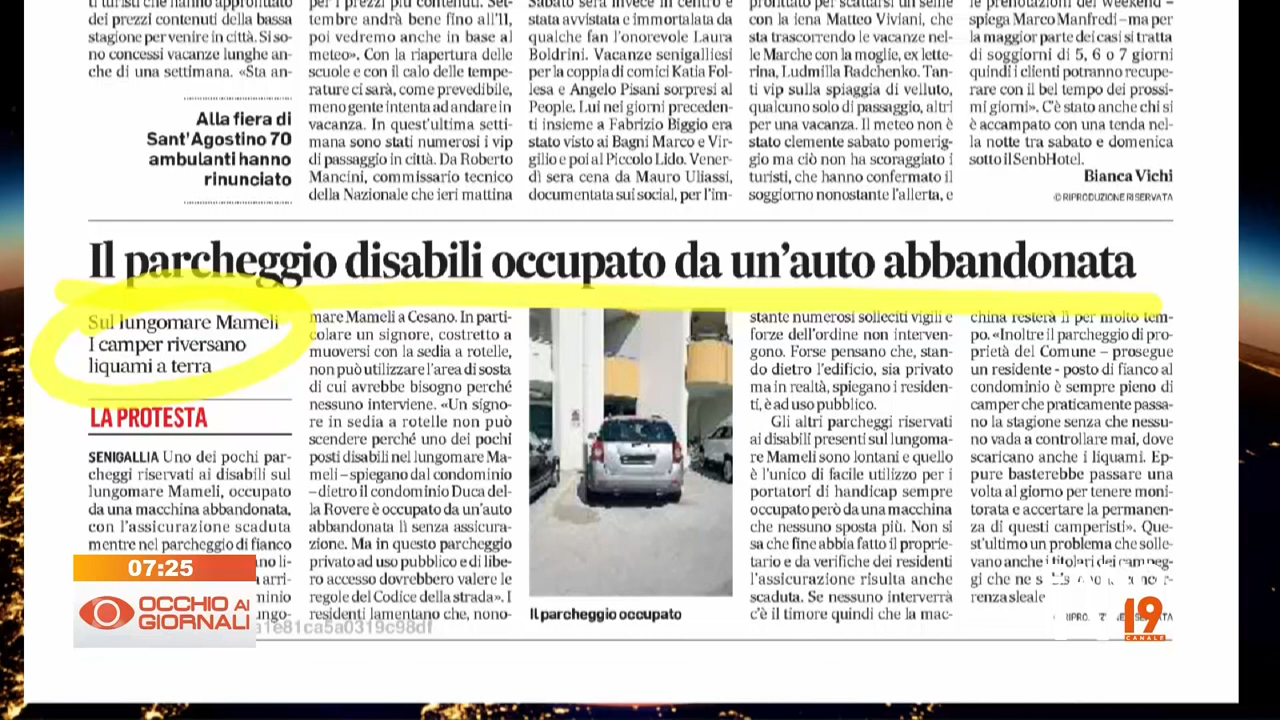 dei prezzi contenuti della bassa
stagione per venire in città. Si so-
no concessi vacanze lunghe an-
che di una settimana. «Sta an-
Alla fiera di
Sant'Agostino 70
ambulanti hanno
rinunciato
per i prezzi più contenuti. Set-
tembre andrà bene fino all'11,
poi vedremo anche in base al
meteo». Con la riapertura delle
scuole e con il calo delle tempe-
rature ci sarà, come prevedibile,
meno gente intenta ad andare in
vacanza. In quest'ultima setti-
mana sono stati numerosi i vip
di passaggio in città. Da Roberto
Mancini, commissario tecnico
della Nazionale che ieri mattina
Sabato sera invece in centro è
stata avvistata e immortalata da
qualche fan l'onorevole Laura
Boldrini. Vacanze senigalliesi
per la coppia di comici Katia Fol-
lesa e Angelo Pisani sorpresi al
People. Lui nei giorni preceden-
ti insieme a Fabrizio Biggio era
stato visto ai Bagni Marco e Vir-
gilio e poi al Piccolo Lido. Vener-
dì sera cena da Mauro Uliassi,
documentata sui social, per l'im-
profittato per scattarsi un selfie
con la iena Matteo Viviani, che
sta trascorrendo le vacanze nel-
le Marche con la moglie, ex lette-
rina, Ludmilla Radchenko. Tan-
ti vip sulla spiaggia di velluto,
qualcuno solo di passaggio, altri
per una vacanza. Il meteo non è
stato clemente sabato pomerig-
gio ma ciò non ha scoraggiato i
turisti, che hanno confermato il
soggiorno nonostante l'allerta, e
le prenotazioni del weekend –
spiega Marco Manfredi – ma per
la maggior parte dei casi si tratta
di soggiorni di 5, 6 o 7 giorni
quindi i clienti potranno recupe-
rare con il bel tempo dei prossi-
mi giorni». C'è stato anche chi si
è accampato con una tenda nel-
la notte tra sabato e domenica
sotto il SenbHotel.
Bianca Vichi
© RIPRODUZIONE RISERVATA
Il parcheggio disabili occupato da un'auto abbandonata
Sul lungomare Mameli
I camper riversano
liquami a terra
LA PROTESTA
SENIGALLIA Uno dei pochi par-
cheggi riservati ai disabili sul
lungomare Mameli, occupato
da una macchina abbandonata,
con l'assicurazione scaduta
mentre nel parcheggio di fianco
mare Mameli a Cesano. In parti-
colare un signore, costretto a
muoversi con la sedia a rotelle,
non può utilizzare l'area di sosta
di cui avrebbe bisogno perché
nessuno interviene. «Un signo-
re in sedia a rotelle non può
scendere perché uno dei pochi
posti disabili nel lungomare Ma-
meli – spiegano dal condominio
– dietro il condominio Duca del-
la Rovere è occupato da un'auto
abbandonata lì senza assicura-
zione. Ma in questo parcheggio
privato ad uso pubblico e di libe-
ro accesso dovrebbero valere le
regole del Codice della strada». I
residenti lamentano che, nono-
Il parcheggio occupato
stante numerosi solleciti vigili e
forze dell'ordine non interven-
gono. Forse pensano che, stan-
do dietro l'edificio, sia privato
ma in realtà, spiegano i residen-
ti, è ad uso pubblico.
Gli altri parcheggi riservati
ai disabili presenti sul lungoma-
re Mameli sono lontani e quello
è l'unico di facile utilizzo per i
portatori di handicap sempre
occupato però da una macchina
che nessuno sposta più. Non si
sa che fine abbia fatto il proprie-
tario e da verifiche dei residenti
l'assicurazione risulta anche
scaduta. Se nessuno interverrà
c'è il timore quindi che la mac-
china resterà lì per molto tem-
po. «Inoltre il parcheggio di pro-
prietà del Comune – prosegue
un residente - posto di fianco al
condominio è sempre pieno di
camper che praticamente passa-
no la stagione senza che nessu-
no vada a controllare mai, dove
scaricano anche i liquami. Ep-
pure basterebbe passare una
volta al giorno per tenere moni-
torata e accertare la permanen-
za di questi camperisti». Que-
st'ultimo un problema che solle-
vano anche i titolari dei campeg-
gi che ne s
renza sleale
07:25
OCCHIO AI
GIORNALI
19
CANALE